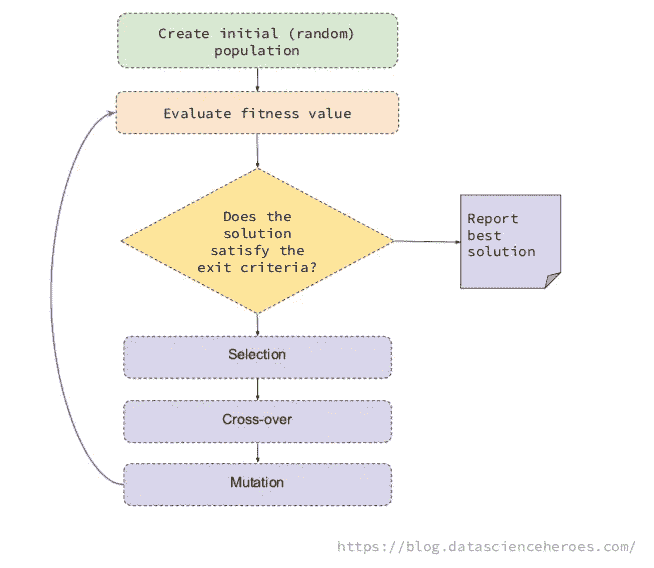 Create initial (random)
population
Evaluate fitness value
Does the
solution
satisfy the
exit criteria?
Report
best
solution
Selection
Cross-over
Mutation
https://blog.datascienceheroes.com/